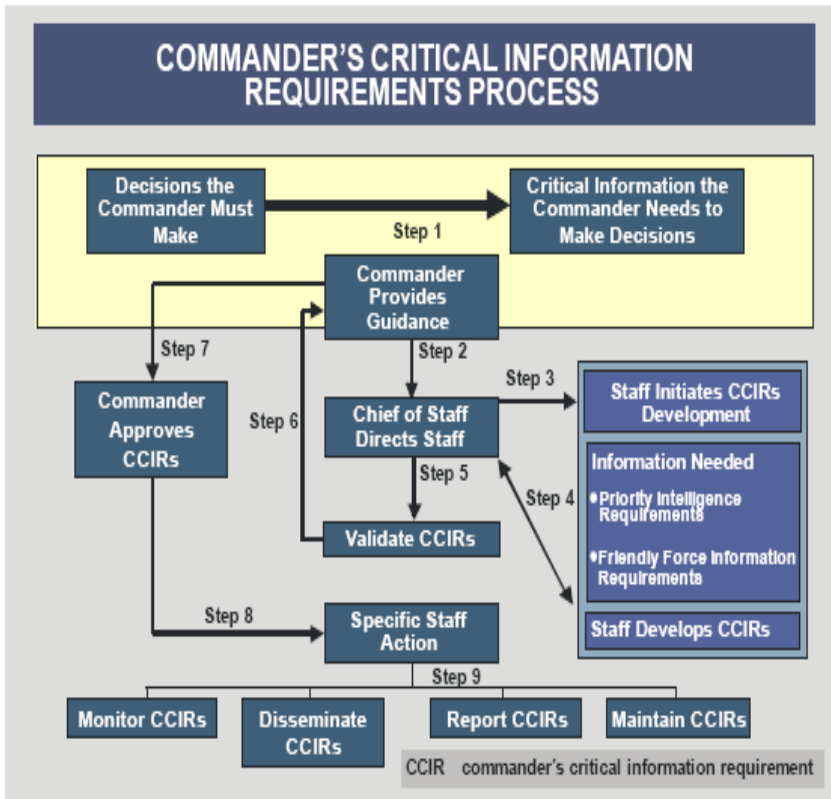 COMMANDER'S CRITICAL INFORMATION
REQUIREMENTS PROCESS
Decisions the
Commander Must
Make
Step 1
Critical Information the
Commander Needs to
Make Decisions
Commander
Provides
Guidance
Step 7
Step 2
Commander
Approves
CCIRs
Step 6
Chief of Staff
Directs Staff
Step 3
Staff Initiates CCIRs
Development
Step 5
Step 4
Information Needed
•Priority Intelligence
Requirements
•Friendly Force Information
Requirements
Validate CCIRs
Staff Develops CCIRs
Step 8
Specific Staff
Action
Step 9
Monitor CCIRs
Disseminate
CCIRs
Report CCIRs
Maintain CCIRs
CCIR commander's critical information requirement